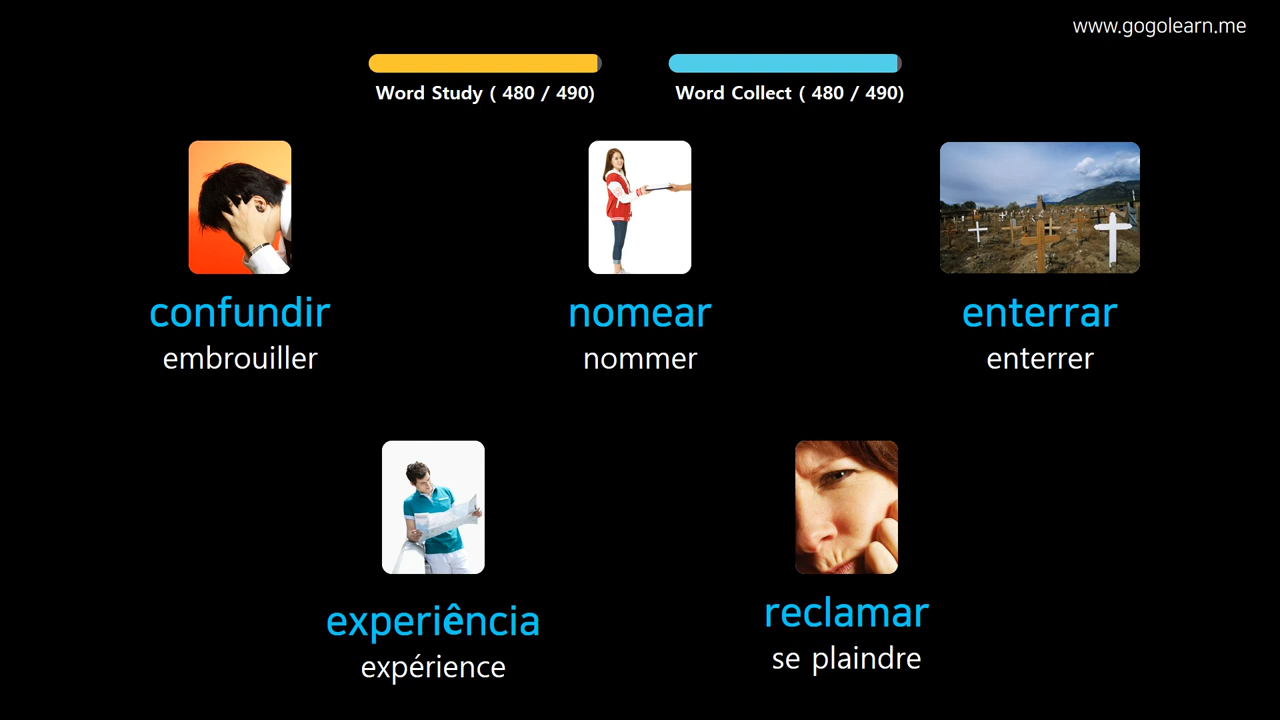 www.gogolearn.me
Word Study ( 480 / 490)
Word Collect ( 480 / 490)
confundir
embrouiller
nomear
nommer
enterrar
enterrer
experiência
expérience
reclamar
se plaindre